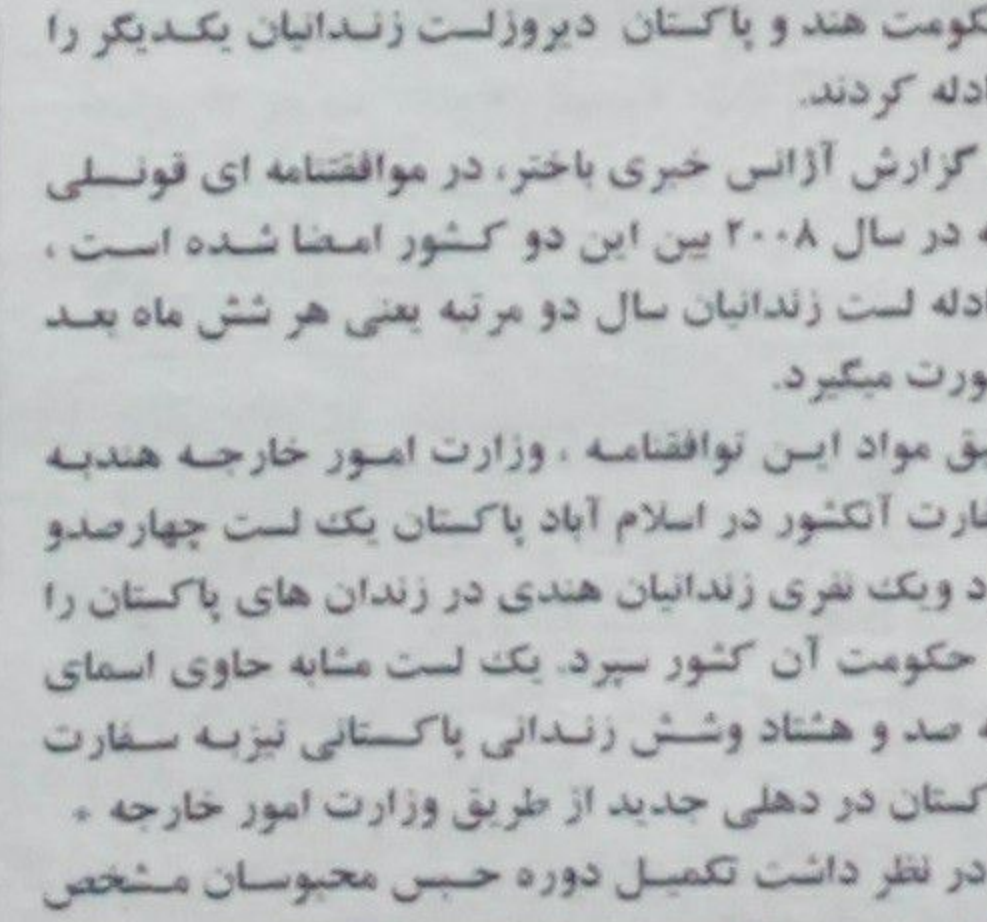 کومت هند و پاکستان دیروزلست زندانیان یکدیگر را
ادله کردند.
گزارش آژانس خبری باختر، در موافقتنامه ای قونسلی
ه در سال ۲۰۰۸ بین این دو کشور امضا شده است ،
ادله لست زندانیان سال دو مرتبه یعنی هر شش ماه بعد
ورت میگیرد.
یق مواد این توافقنامه ، وزارت امور خارجه هندبه
فارت آنکشور در اسلام آباد پاکستان یک لست چهارصدو
د ویک نفری زندانیان هندی در زندان های پاکستان را
حکومت آن کشور سپرد. یک لست مشابه حاوی اسمای
ه صد و هشتاد وشش زندانی پاکستانی نیزبه سفارت
کستان در دهلی جدید از طریق وزارت امور خارجه *
در نظر داشت تکمیل دوره حبس محبوسان مشخص